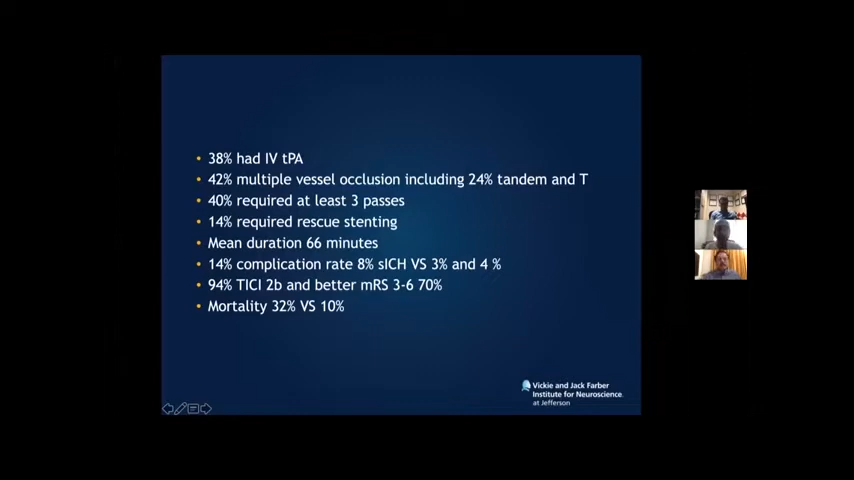 38% had IV tPA
42% multiple vessel occlusion including 24% tandem and T
40% required at least 3 passes
14% required rescue stenting
Mean duration 66 minutes
14% complication rate 8% sICH VS 3% and 4 %
94% TICI 2b and better mRS 3-6 70%
Mortality 32% VS 10%
Vickie and Jack Farber
Institute for Neuroscience
at Jefferson